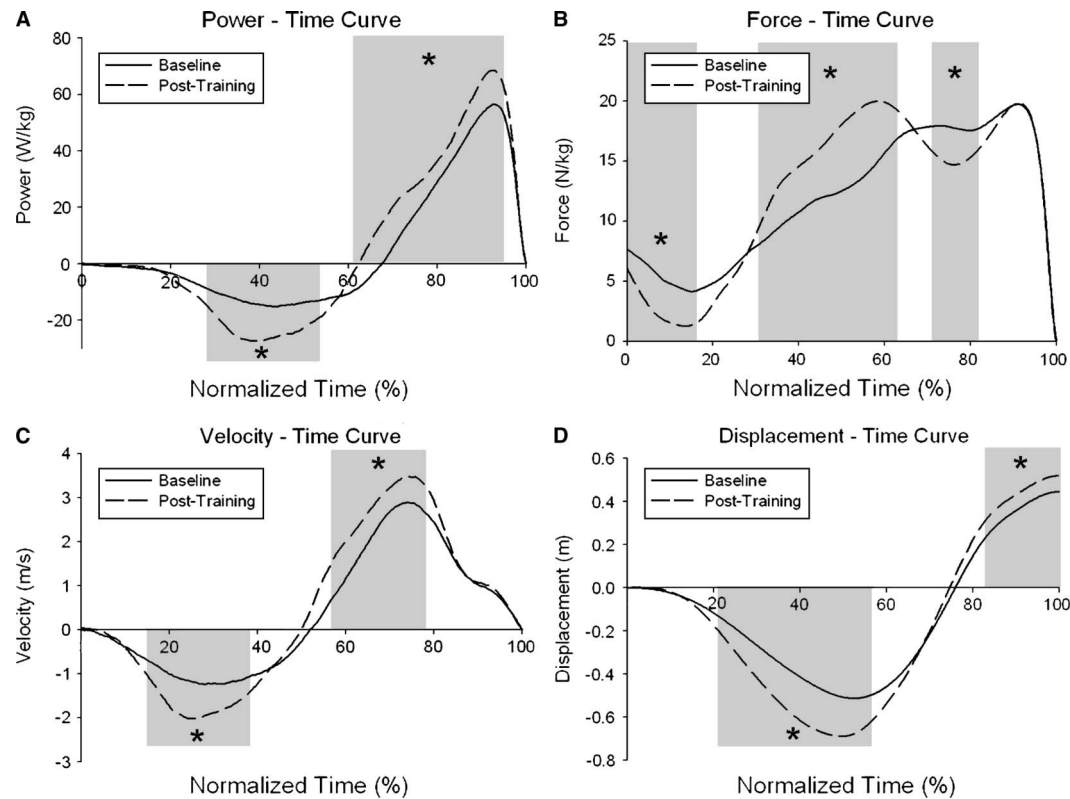 A
Power - Time Curve
80
60
40
20
0
-20
Power (W/kg)
Baseline
Post-Training
*
*
0
20
40
60
80
100
Normalized Time (%)
B
Force - Time Curve
25
20
15
10
5
0
Force (N/kg)
Baseline
Post-Training
*
*
*
0
20
40
60
80
100
Normalized Time (%)
C
Velocity - Time Curve
4
3
2
1
0
-1
-2
-3
Velocity (m/s)
Baseline
Post-Training
*
*
0
20
40
60
80
100
Normalized Time (%)
D
Displacement - Time Curve
0.6
0.4
0.2
0.0
-0.2
-0.4
-0.6
-0.8
Displacement (m)
Baseline
Post-Training
*
*
20
40
60
80
100
Normalized Time (%)